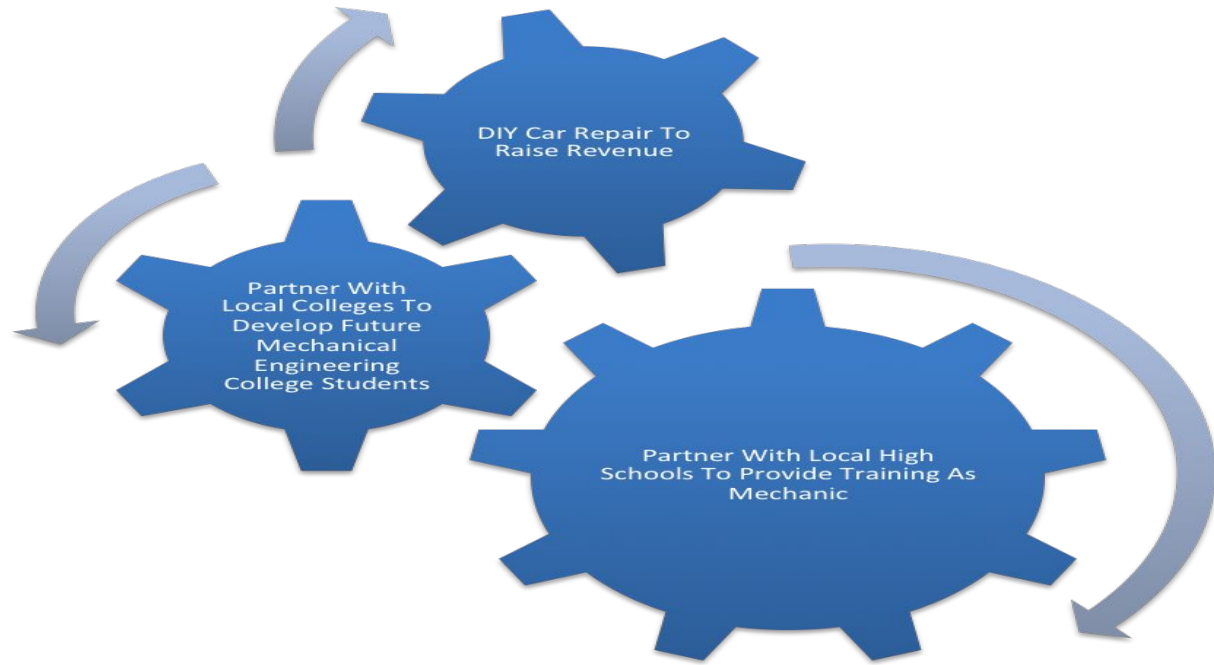 DIY Car Repair To
Raise Revenue
Partner With
Local Colleges To
Develop Future
Mechanical
Engineering
College Students
Partner With Local High
Schools To Provide Training As
Mechanic